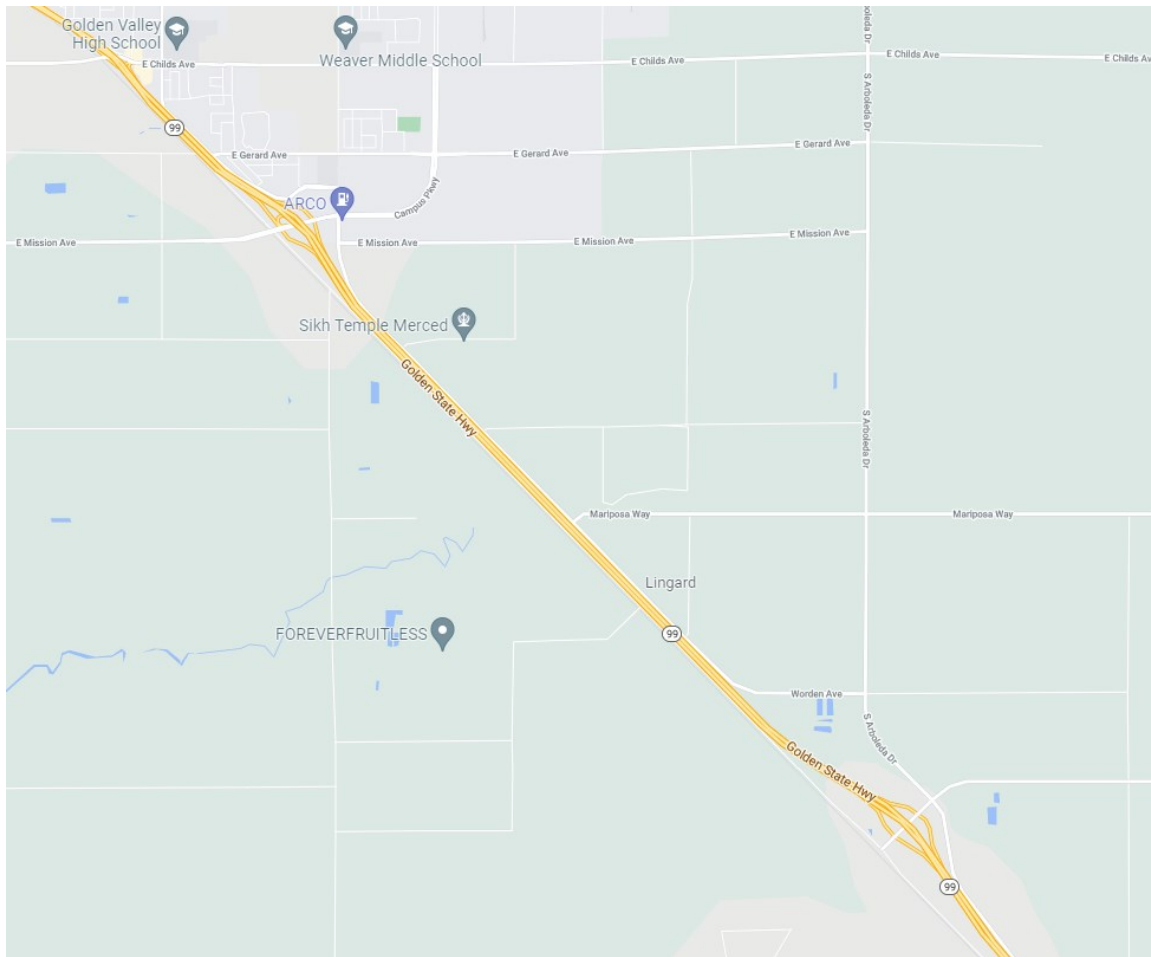 Golden Valley
High School
Weaver Middle School
E Childs Ave
E Childs Ave
E Childs Ave
E Childs Av
oleda Dr
S Arboleda Dr
99
E Gerard Ave
E Gerard Ave
E Gerard Ave
ARCO
Campus Pkwy
E Mission Ave
E Mission Ave
E Mission Ave
E Mission Ave
Sikh Temple Merced
Golden State Hwy
S Arboleda Dr
Mariposa Way
Mariposa Way
Lingard
FOREVERFRUITLESS
99
Worden Ave
S Arboleda Dr
Golden State Hwy
99